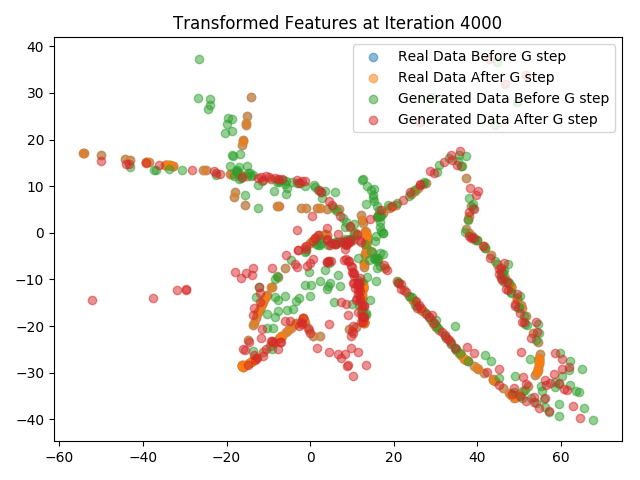 Transformed Features at Iteration 4000
Real Data Before G step
Real Data After G step
Generated Data Before G step
Generated Data After G step
40
30
20
10
0
−10
−20
−30
−40
−60 −40 −20 0 20 40 60